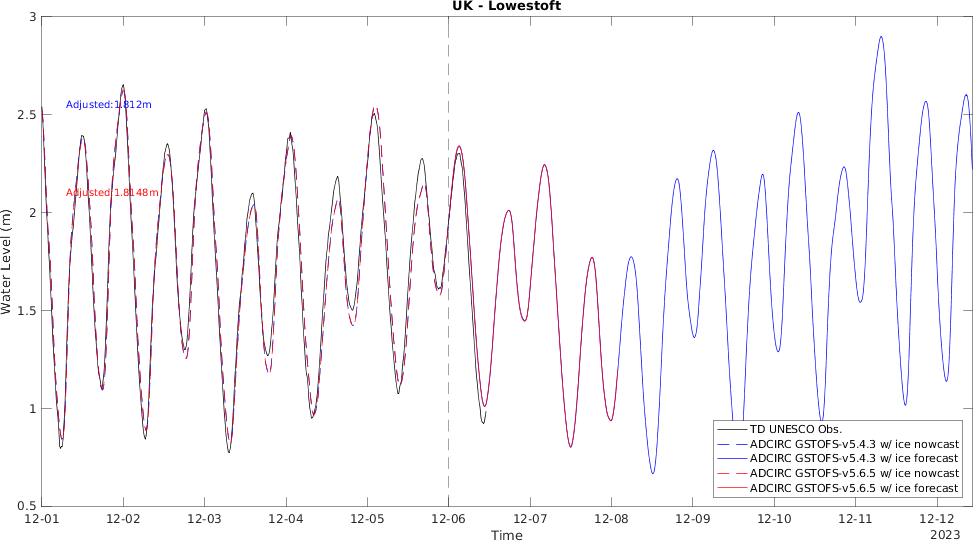 UK - Lowestoft
3
2.5
2
1.5
1
0.5
Water Level (m)
Adjusted:1.812m
Adjusted:1.8148m
TD UNESCO Obs.
ADCIRC GSTOFS-v5.4.3 w/ ice nowcast
ADCIRC GSTOFS-v5.4.3 w/ ice forecast
ADCIRC GSTOFS-v5.6.5 w/ ice nowcast
ADCIRC GSTOFS-v5.6.5 w/ ice forecast
12-01 12-02 12-03 12-04 12-05 12-06 12-07 12-08 12-09 12-10 12-11 12-12
Time
2023